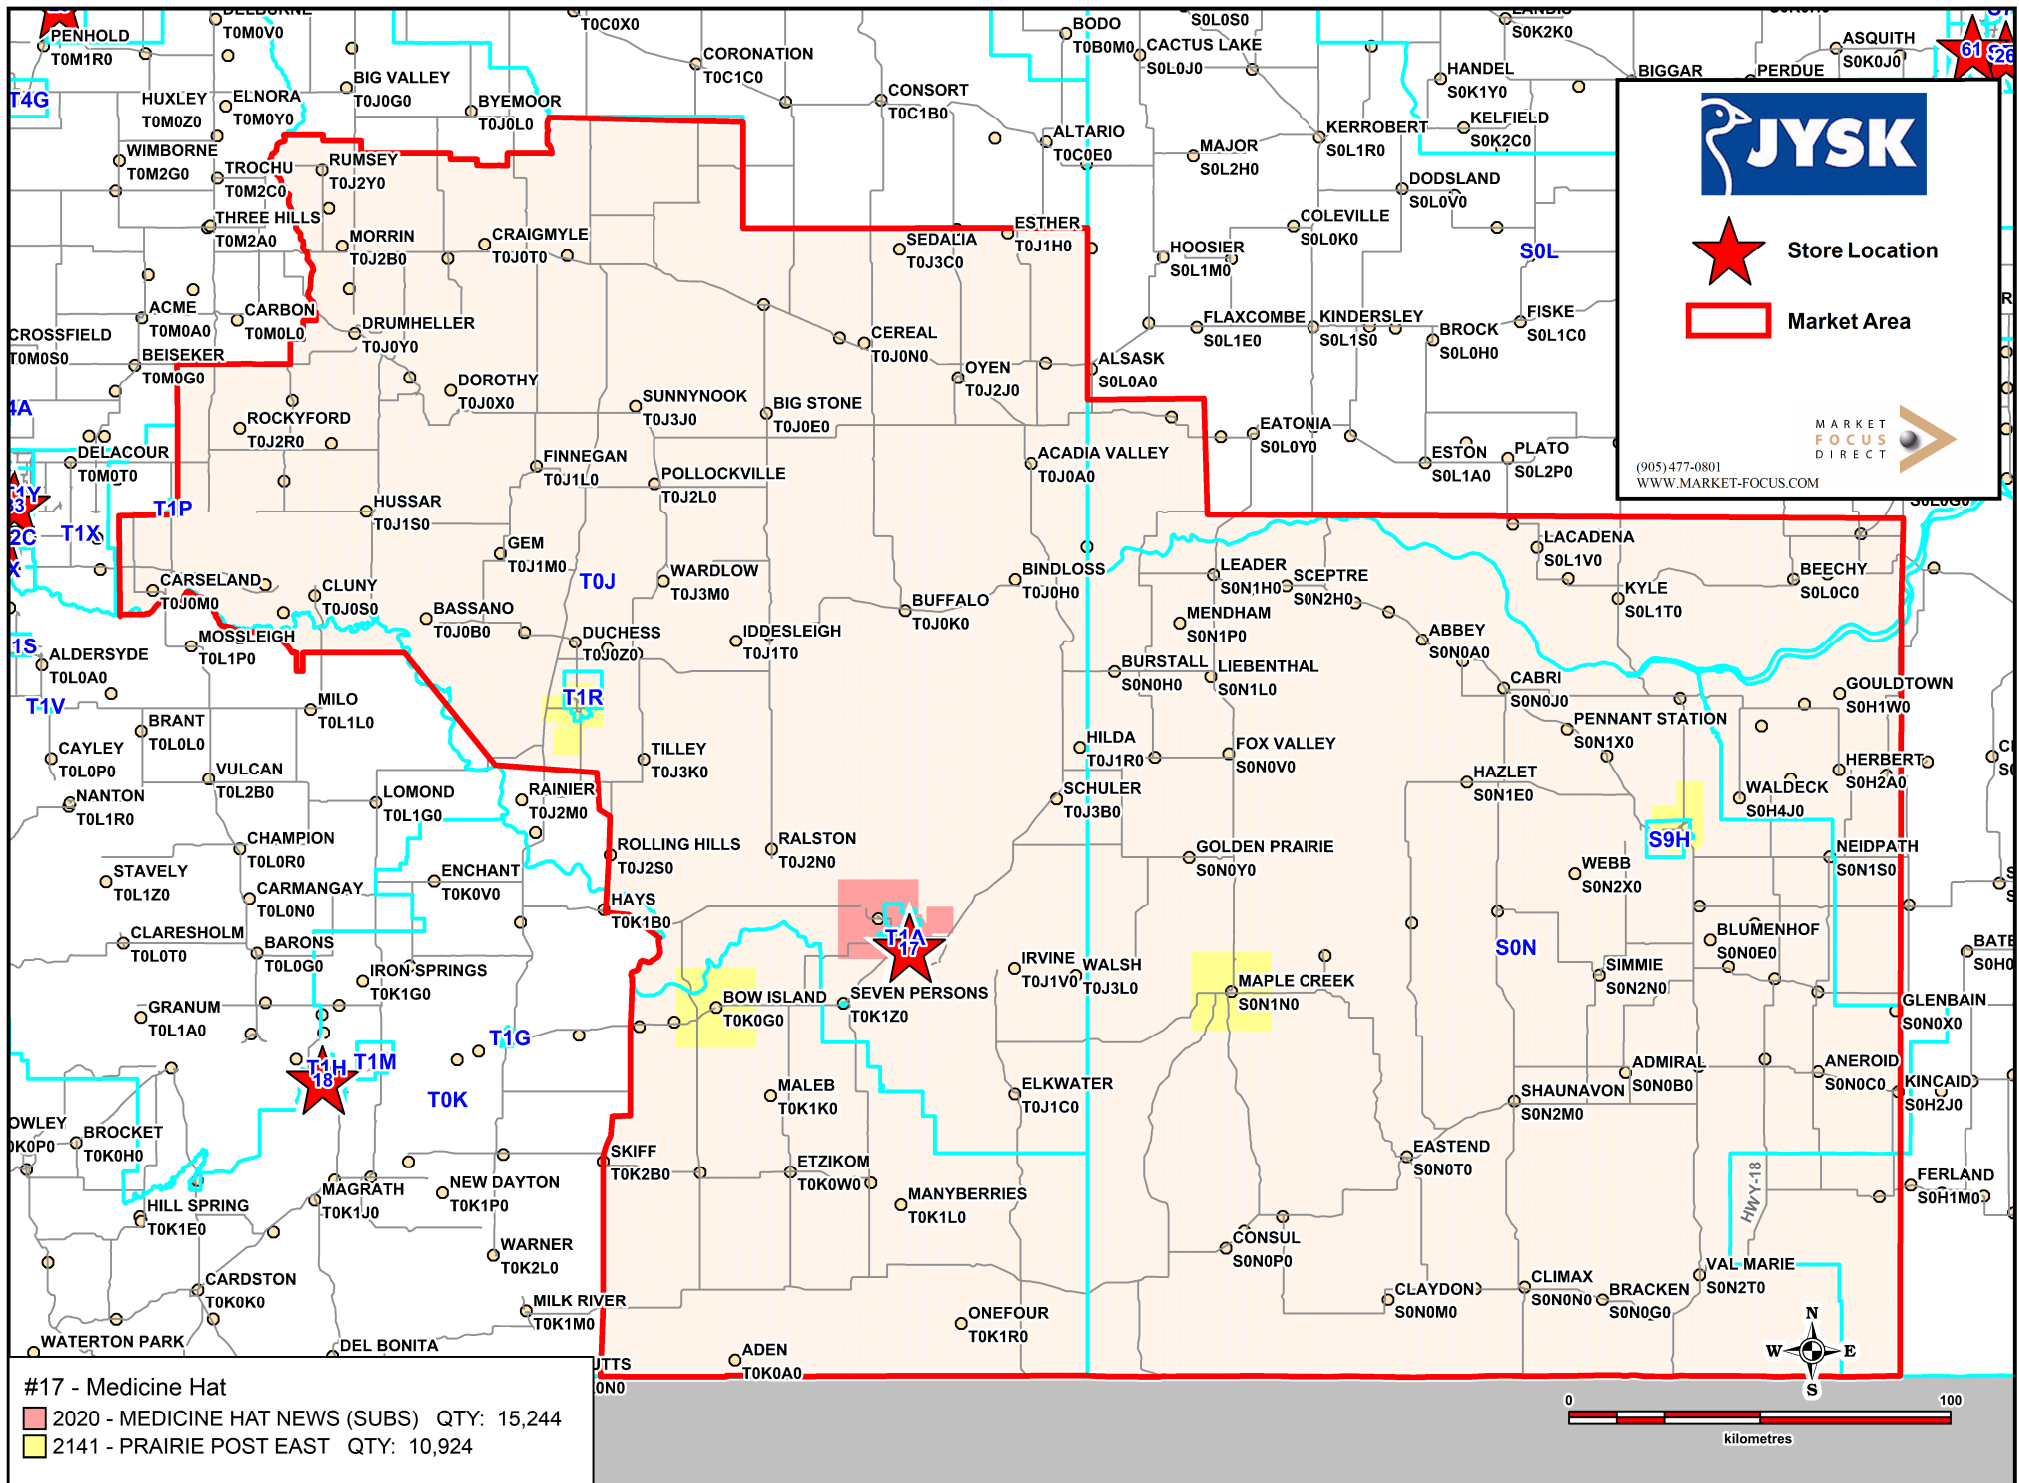 PENHOLD
T0M1R0
T0M0V0
T0C0X0
CORONATION
T0C1C0
BODO
T0B0M0
S0L0S0
CACTUS LAKE
S0L0J0
S0K2K0
HANDEL
S0K1Y0
BIGGAR
PERDUE
ASQUITH
S0K0J0
61
26
T4G
HUXLEY
T0M0Z0
ELNORA
T0M0Y0
BIG VALLEY
T0J0G0
BYEMOOR
T0J0L0
CONSORT
T0C1B0
ALTARIO
T0C0E0
MAJOR
S0L2H0
KERROBERT
S0L1R0
KELFIELD
S0K2C0
WIMBORNE
T0M2G0
TROCHU
T0M2C0
RUMSEY
T0J2Y0
DODSLAND
S0L0V0
THREE HILLS
T0M2A0
MORRIN
T0J2B0
CRAIGMYLE
T0J0T0
SEDALIA
T0J3C0
ESTHER
T0J1H0
COLEVILLE
S0L0K0
HOOSIER
S0L1M0
S0L
JYSK
Store Location
Market Area
MARKET
FOCUS
DIRECT
(905) 477-0801
WWW.MARKET-FOCUS.COM
CROSSFIELD
T0M0S0
ACME
T0M0A0
CARBON
T0M0L0
DRUMHELLER
T0J0Y0
CEREAL
T0J0N0
FLAXCOMBE
S0L1E0
KINDERSLEY
S0L1S0
BROCK
S0L0H0
FISKE
S0L1C0
BEISEKER
T0M0G0
DOROTHY
T0J0X0
OYEN
T0J2J0
ALSASK
S0L0A0
4A
ROCKYFORD
T0J2R0
SUNNYNOOK
T0J3J0
BIG STONE
T0J0E0
EATONIA
S0L0Y0
DELACOUR
T0M0T0
FINNEGAN
T0J1L0
POLLOCKVILLE
T0J2L0
ACADIA VALLEY
T0J0A0
ESTON
S0L1A0
PLATO
S0L2P0
S0L0G0
T1P
T1X
HUSSAR
T0J1S0
GEM
T0J1M0
T0J
WARDLOW
T0J3M0
BINDLOSS
T0J0H0
LEADER
S0N1H0
SCEPTRE
S0N2H0
LACADENA
S0L1V0
KYLE
S0L1T0
BEECHY
S0L0C0
CARSELAND
T0J0M0
CLUNY
T0J0S0
BASSANO
T0J0B0
DUCHESS
T0J0Z0
IDDESLEIGH
T0J1T0
BUFFALO
T0J0K0
MENDHAM
S0N1P0
ABBEY
S0N0A0
MOSSLEIGH
T0L1P0
1S
ALDERSYDE
T0L0A0
T1V
MILO
T0L1L0
T1R
BURSTALL
S0N0H0
LIEBENTHAL
S0N1L0
CABRI
S0N0J0
GOULDTOWN
S0H1W0
BRANT
T0L0L0
CAYLEY
T0L0P0
VULCAN
T0L2B0
TILLEY
T0J3K0
HILDA
T0J1R0
FOX VALLEY
S0N0V0
PENNANT STATION
S0N1X0
HERBERT
S0H2A0
NANTON
T0L1R0
LOMOND
T0L1G0
RAINIER
T0J2M0
SCHULER
T0J3B0
HAZLET
S0N1E0
WALDECK
S0H4J0
CHAMPION
T0L0R0
ROLLING HILLS
T0J2S0
RALSTON
T0J2N0
GOLDEN PRAIRIE
S0N0Y0
S9H
NEIDPATH
S0N1S0
STAVELY
T0L1Z0
CARMANGAY
T0L0N0
ENCHANT
T0K0V0
WEBB
S0N2X0
HAYS
T0K1B0
CLARESHOLM
T0L0T0
BARONS
T0L0G0
T1A
17
S0N
BLUMENHOF
S0N0E0
IRON SPRINGS
T0K1G0
IRVINE
T0J1V0
WALSH
T0J3L0
MAPLE CREEK
S0N1N0
SIMMIE
S0N2N0
GRANUM
T0L1A0
BOW ISLAND
T0K0G0
SEVEN PERSONS
T0K1Z0
GLENBAIN
S0N0X0
T1H
18
T1M
T1G
T0K
MALEB
T0K1K0
ELKWATER
T0J1C0
SHAUNAVON
S0N2M0
ADMIRAL
S0N0B0
ANEROID
S0N0C0
KINCAID
S0H2J0
BROCKET
T0K0H0
SKIFF
T0K2B0
ETZIKOM
T0K0W0
EASTEND
S0N0T0
HWY-18
FERLAND
S0H1M0
HILL SPRING
T0K1E0
MAGRATH
T0K1J0
NEW DAYTON
T0K1P0
MANYBERRIES
T0K1L0
WARNER
T0K2L0
CONSUL
S0N0P0
VAL MARIE
S0N2T0
CARDSTON
T0K0K0
CLAYDON
S0N0M0
CLIMAX
S0N0N0
BRACKEN
S0N0G0
MILK RIVER
T0K1M0
ONEFOUR
T0K1R0
WATERTON PARK
DEL BONITA
ADEN
T0K0A0
N
W
E
S
0
100
kilometres
#17 - Medicine Hat
2020 - MEDICINE HAT NEWS (SUBS) QTY: 15,244
2141 - PRAIRIE POST EAST QTY: 10,924